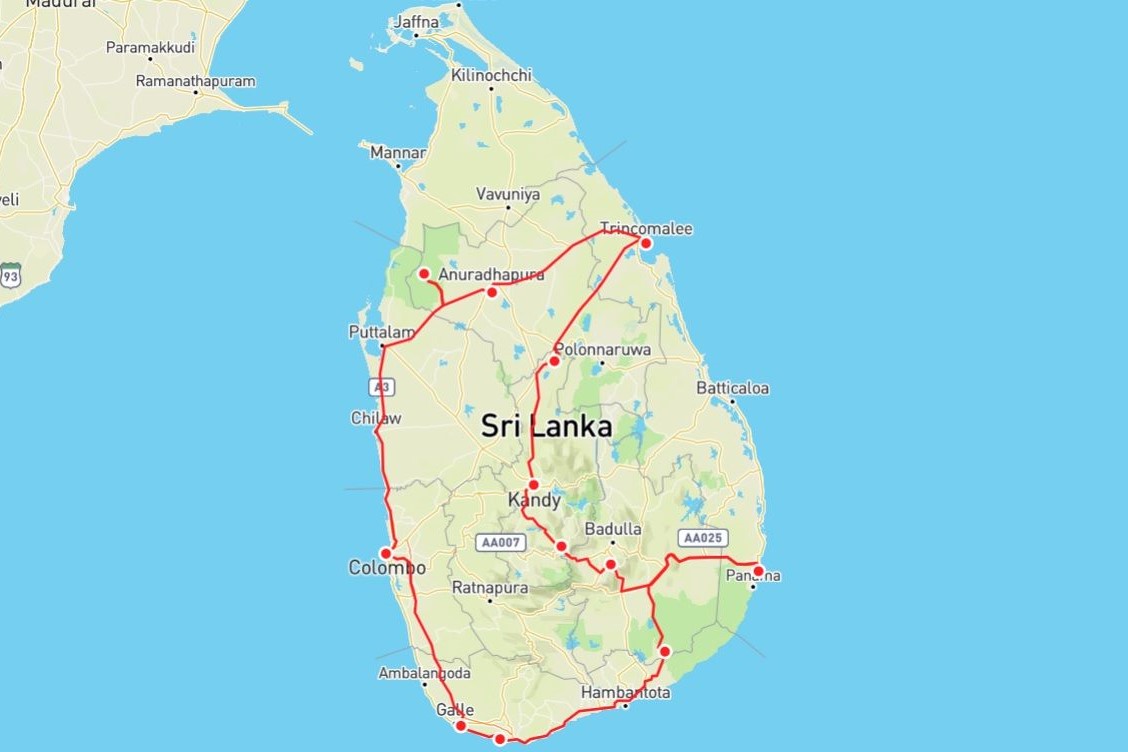 Madurai
Jaffna
Paramakkudi
Kilinochchi
Ramanathapuram
Mannar
Vavuniya
veli
Trincomalee
93
Anuradhapura
Puttalam
Polonnaruwa
A3
Batticaloa
Chilaw
Sri Lanka
Kandy
Badulla
AA007
AA025
Colombo
Panama
Ratnapura
Ambalangoda
Hambantota
Galle